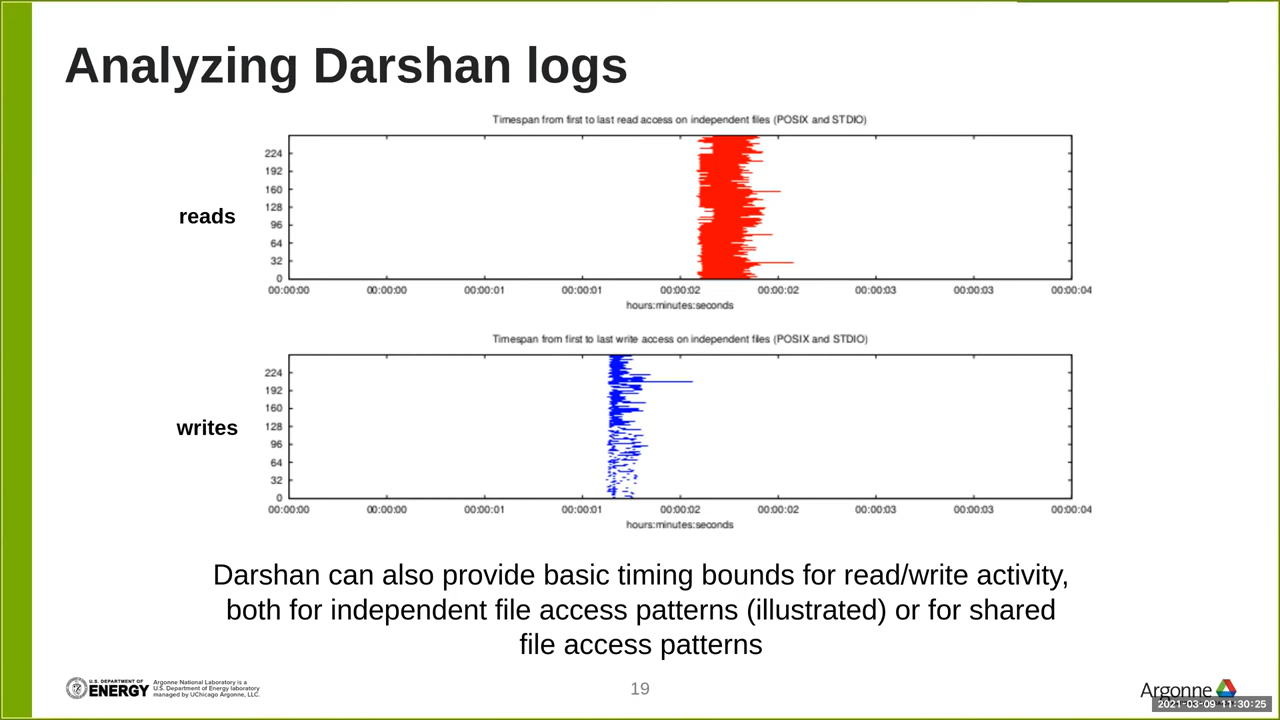 Analyzing Darshan logs
Timespan from first to last read access on independent files (POSIX and STDIO)
reads
224
192
160
128
96
64
32
0
00:00:00 00:00:00 00:00:01 00:00:01 00:00:02 00:00:02 00:00:03 00:00:03 00:00:04
hours:minutes:seconds
Timespan from first to last write access on independent files (POSIX and STDIO)
writes
224
192
160
128
96
64
32
0
00:00:00 00:00:00 00:00:01 00:00:01 00:00:02 00:00:02 00:00:03 00:00:03 00:00:04
hours:minutes:seconds
Darshan can also provide basic timing bounds for read/write activity,
both for independent file access patterns (illustrated) or for shared
file access patterns
U.S. DEPARTMENT OF
ENERGY
Argonne National Laboratory is a
U.S. Department of Energy laboratory
managed by UChicago Argonne, LLC.
19
Argonne
2021-03-09 11:30:25